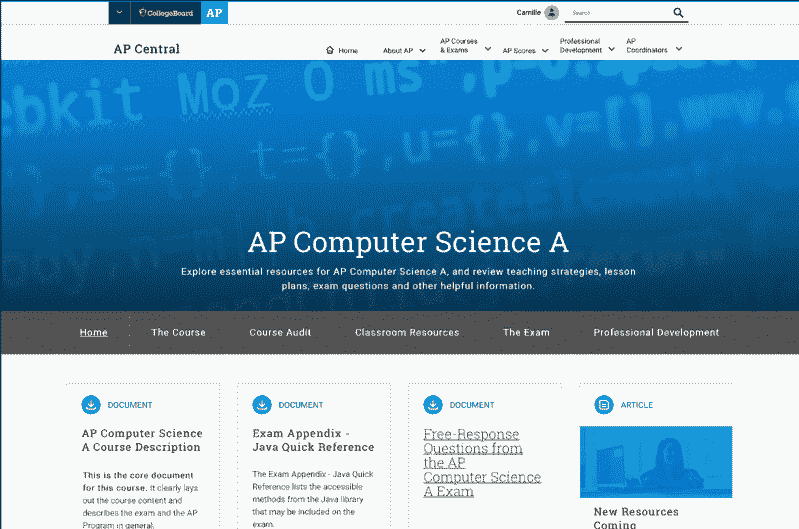 CollegeBoard AP
Camille
Search
AP Central
Home
About AP
AP Courses
& Exams
AP Scores
Professional
Development
AP
Coordinators
ebkit Moz O ms
s={}, t={}, u={}, v=[],
AP Computer Science A
Explore essential resources for AP Computer Science A, and review teaching strategies, lesson
plans, exam questions and other helpful information.
Home The Course Course Audit Classroom Resources The Exam Professional Development
DOCUMENT
AP Computer Science
A Course Description
This is the core document
for this course. It clearly lays
out the course content and
describes the exam and the AP
Program in general.
DOCUMENT
Exam Appendix -
Java Quick Reference
The Exam Appendix - Java Quick
Reference lists the accessible
methods from the Java library
that may be included on the
exam.
DOCUMENT
Free-Response
Questions from
the AP
Computer Science
A Exam
ARTICLE
New Resources
Coming